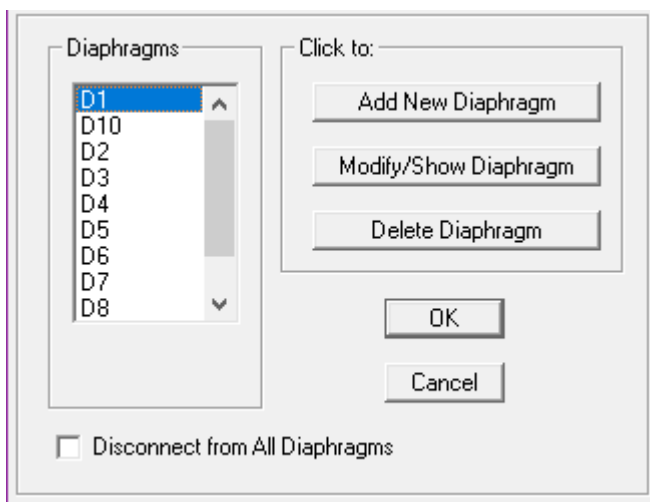 Diaphragms
D1
D10
D2
D3
D4
D5
D6
D7
D8
Click to:
Add New Diaphragm
Modify/Show Diaphragm
Delete Diaphragm
OK
Cancel
Disconnect from All Diaphragms